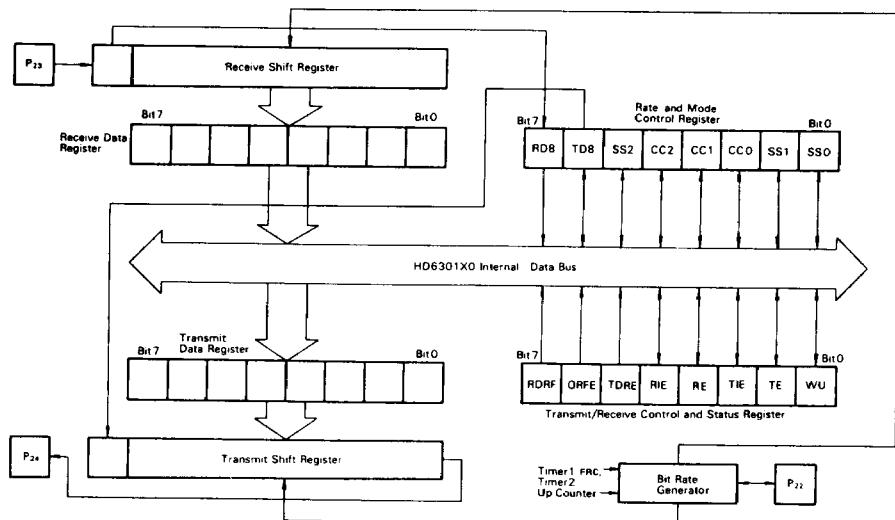 P23
Receive Shift Register
Bit 7
Bit 0
Receive Data
Register
Rate and Mode
Control Register
Bit 7
Bit 0
RD8 TD8 SS2 CC2 CC1 CC0 SS1 SS0
HD6301X0 Internal Data Bus
Transmit
Data Register
Bit 7
Bit 0
Bit 7
Bit 0
RDRF ORFE TDRE RIE RE TIE TE WU
Transmit/Receive Control and Status Register
P24
Transmit Shift Register
Timer1 FRC,
Timer2
Up Counter
Bit Rate
Generator
P22